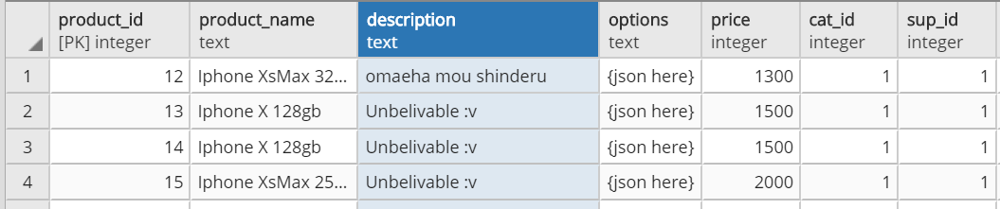 product_id product_name description options price cat_id sup_id
[PK] integer text text text integer integer integer
1 12 Iphone XsMax 32... omaeha mou shinderu {json here} 1300 1 1
2 13 Iphone X 128gb Unbelivable :v {json here} 1500 1 1
3 14 Iphone X 128gb Unbelivable :v {json here} 1500 1 1
4 15 Iphone XsMax 25... Unbelivable :v {json here} 2000 1 1